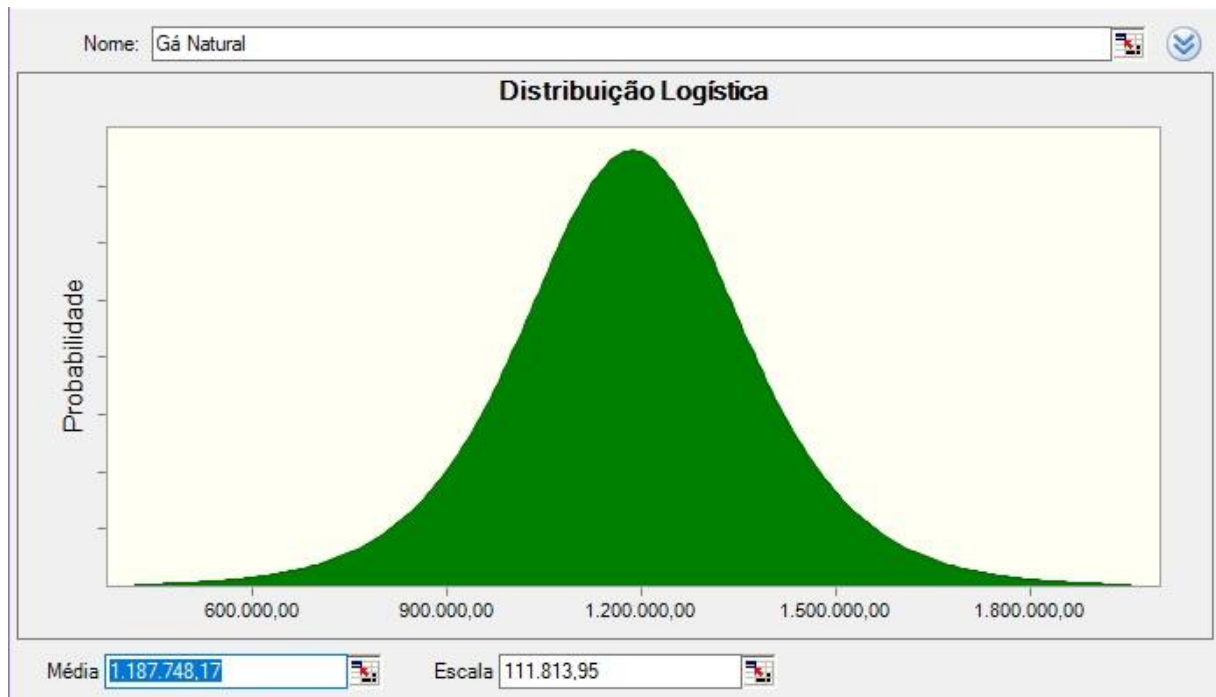 Nome: Gá Natural
Distribuição Logística
Probabilidade
600.000,00 900.000,00 1.200.000,00 1.500.000,00 1.800.000,00
Média 1.187.748,17 Escala 111.813,95